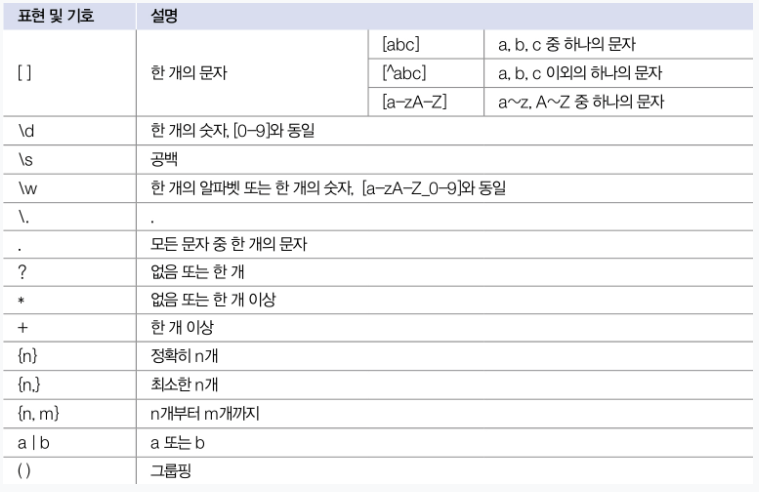 표현 및 기호 설명
[ ] 한 개의 문자
[abc] a, b, c 중 하나의 문자
[^abc] a, b, c 이외의 하나의 문자
[a-zA-Z] a~z, A~Z 중 하나의 문자
\d 한 개의 숫자, [0-9]와 동일
\s 공백
\w 한 개의 알파벳 또는 한 개의 숫자, [a-zA-Z_0-9]와 동일
\. .
. 모든 문자 중 한 개의 문자
? 없음 또는 한 개
* 없음 또는 한 개 이상
+ 한 개 이상
{n} 정확히 n개
{n,} 최소한 n개
{n, m} n개부터 m개까지
a | b a 또는 b
( ) 그룹핑